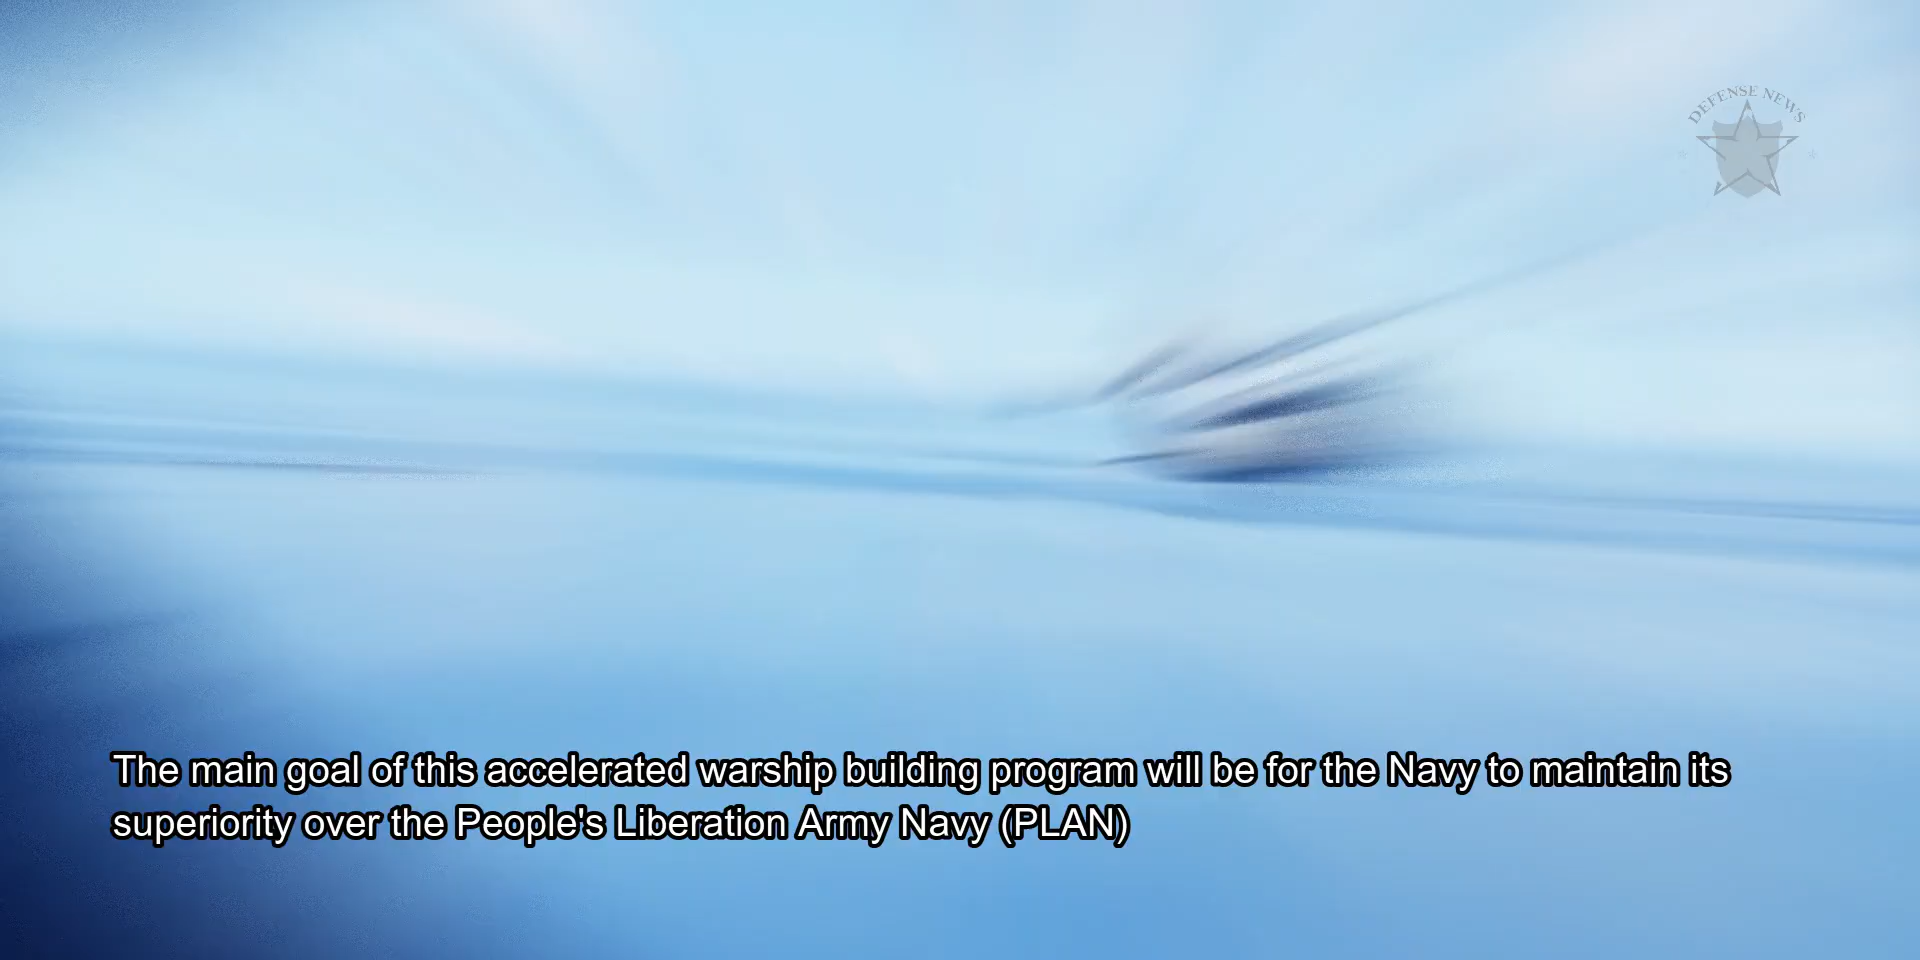 DEFENSE NEWS
The main goal of this accelerated warship building program will be for the Navy to maintain its
superiority over the People's Liberation Army Navy (PLAN)